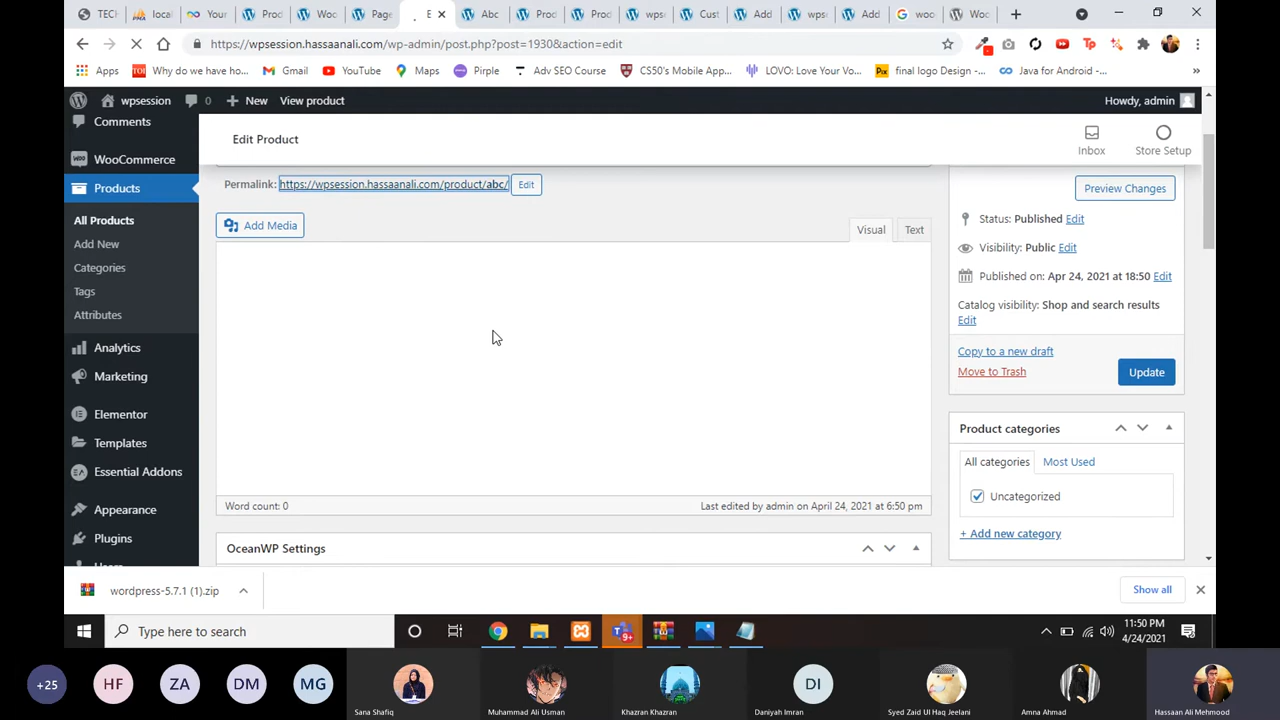 TECH
local
Your
Prod
Woo
Page
E
Abc
Prod
Prod
wpse
Cust
Add
wpse
Add
woo
Woo
https://wpsession.hassaanali.com/wp-admin/post.php?post=1930&action=edit
Apps
Why do we have ho...
Gmail
YouTube
Maps
Pirple
Adv SEO Course
CS50's Mobile App...
LOVO: Love Your Vo...
final logo Design -...
Java for Android -...
wpsession
0
New
View product
Howdy, admin
Comments
WooCommerce
Products
All Products
Add New
Categories
Tags
Attributes
Analytics
Marketing
Elementor
Templates
Essential Addons
Appearance
Plugins
Edit Product
Inbox
Store Setup
Permalink: https://wpsession.hassaanali.com/product/abc/ Edit
Add Media
Visual
Text
Word count: 0
Last edited by admin on April 24, 2021 at 6:50 pm
OceanWP Settings
Preview Changes
Status: Published Edit
Visibility: Public Edit
Published on: Apr 24, 2021 at 18:50 Edit
Catalog visibility: Shop and search results
Edit
Copy to a new draft
Move to Trash
Update
Product categories
All categories
Most Used
Uncategorized
+ Add new category
wordpress-5.7.1 (1).zip
Show all
Type here to search
9+
11:50 PM
4/24/2021
+25
HF
ZA
DM
MG
DI
Sana Shafiq
Muhammad Ali Usman
Khazran Khazran
Daniyah Imran
Syed Zaid Ul Haq Jeelani
Amna Ahmad
Hassaan Ali Mehmood